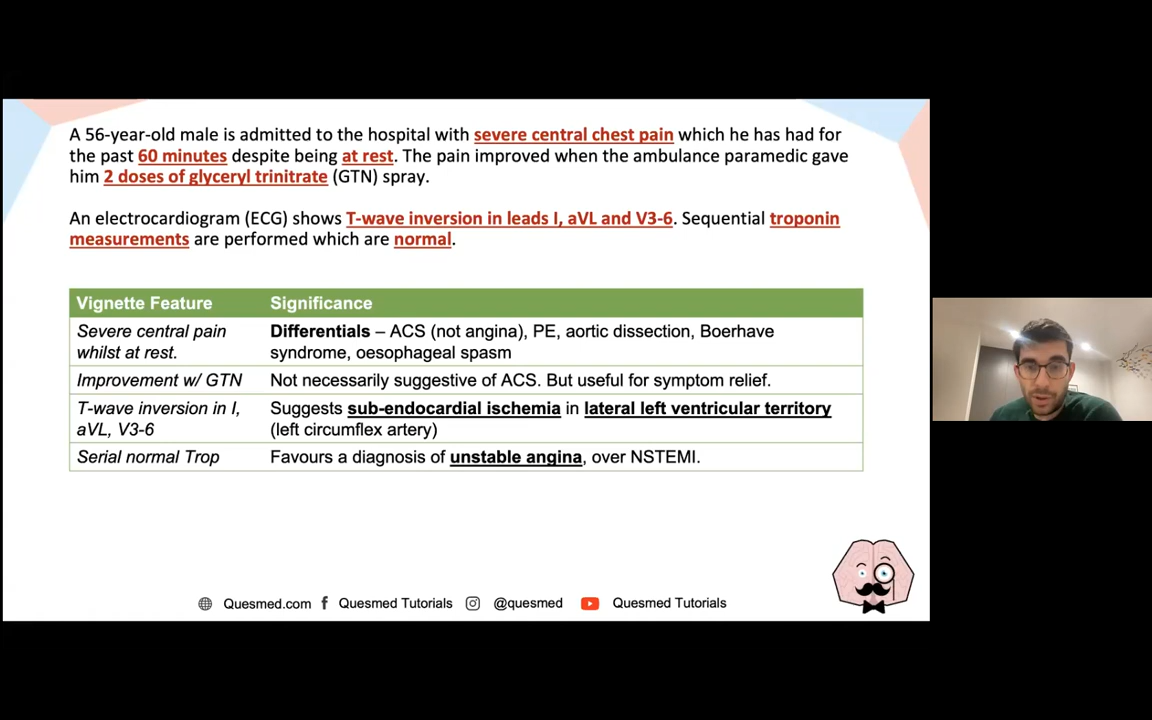 A 56-year-old male is admitted to the hospital with severe central chest pain which he has had for
the past 60 minutes despite being at rest. The pain improved when the ambulance paramedic gave
him 2 doses of glyceryl trinitrate (GTN) spray.
An electrocardiogram (ECG) shows T-wave inversion in leads I, aVL and V3-6. Sequential troponin
measurements are performed which are normal.
Vignette Feature Significance
Severe central pain Differentials – ACS (not angina), PE, aortic dissection, Boerhave
whilst at rest. syndrome, oesophageal spasm
Improvement w/ GTN Not necessarily suggestive of ACS. But useful for symptom relief.
T-wave inversion in I, Suggests sub-endocardial ischemia in lateral left ventricular territory
aVL, V3-6 (left circumflex artery)
Serial normal Trop Favours a diagnosis of unstable angina, over NSTEMI.
Quesmed.com Quesmed Tutorials @quesmed Quesmed Tutorials